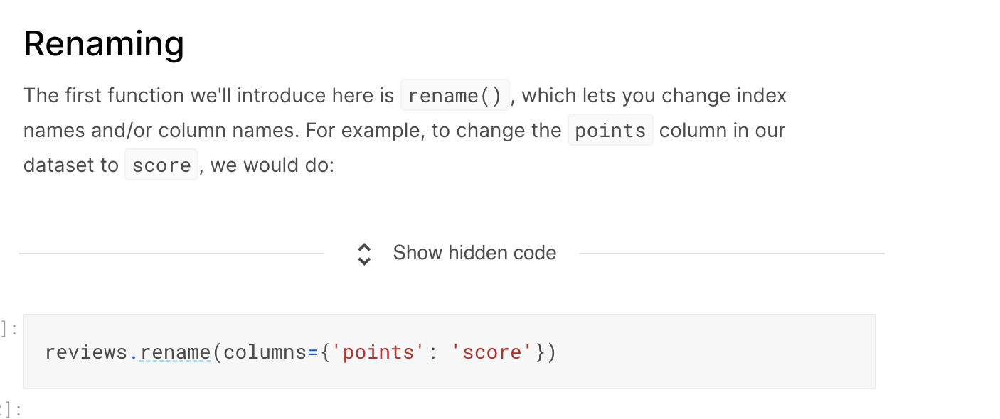 Renaming
The first function we'll introduce here is rename(), which lets you change index
names and/or column names. For example, to change the points column in our
dataset to score, we would do:
Show hidden code
]:
reviews.rename(columns={'points': 'score'})
]: